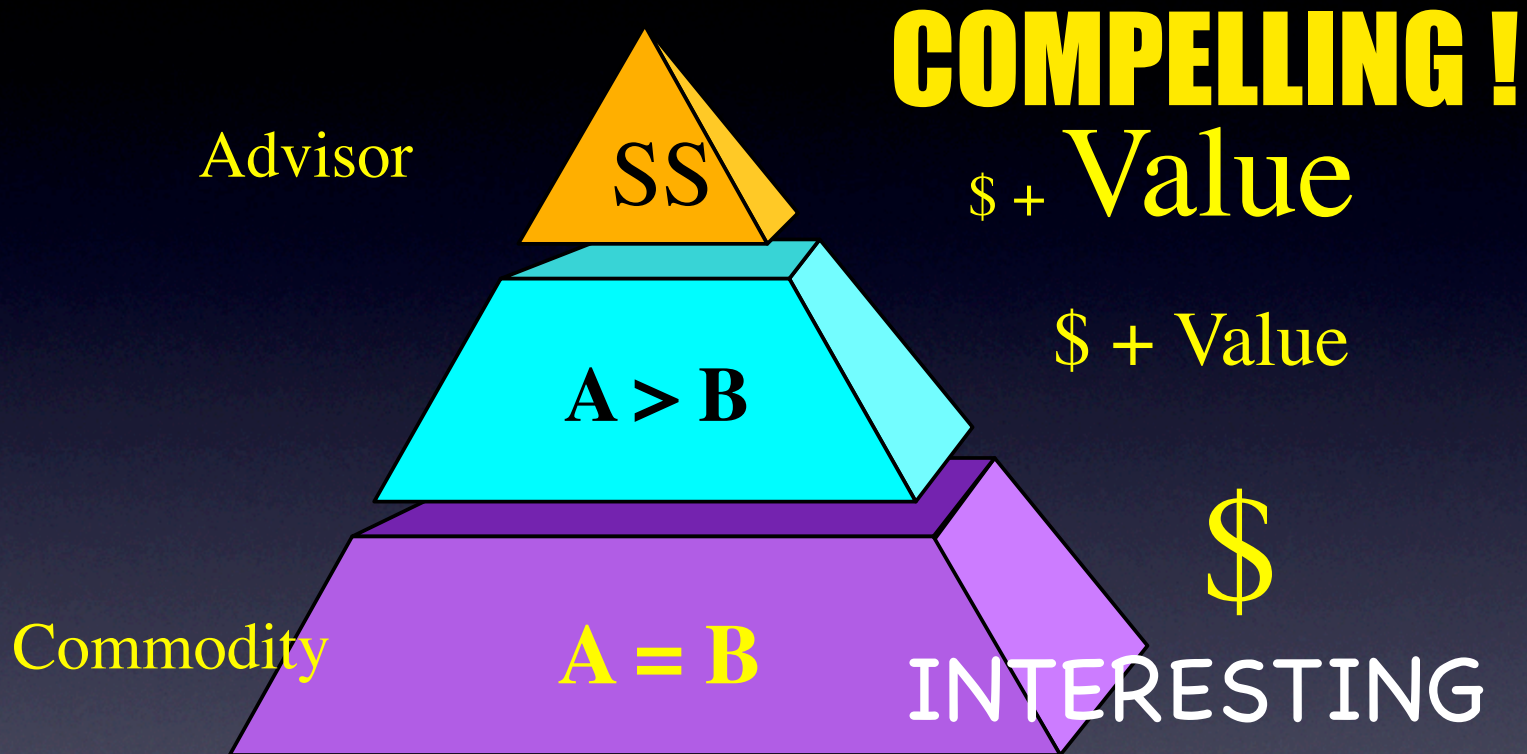 COMPELLING !
Advisor
SS
$ + Value
$ + Value
A > B
$
Commodity
A = B
INTERESTING